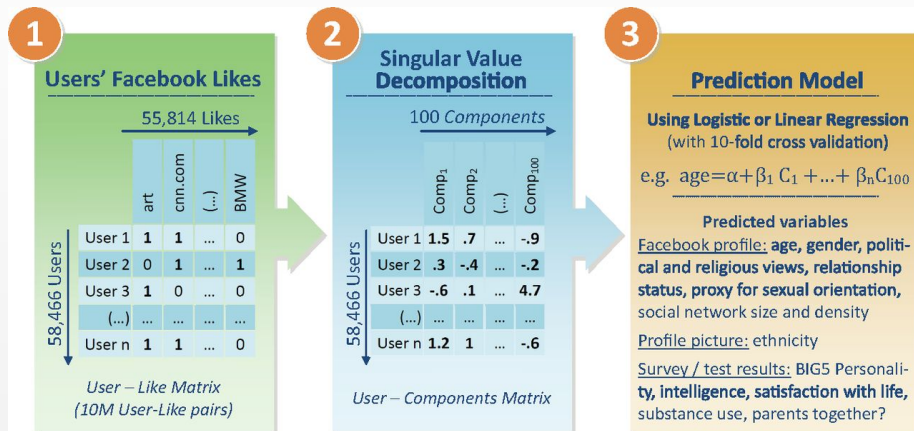 1
Users' Facebook Likes
55,814 Likes
art cnn.com (...) BMW
58,466 Users
User 1 1 1 ... 0
User 2 0 1 ... 1
User 3 1 0 ... 0
(...) ... ... ... ...
User n 1 1 ... 0
User – Like Matrix
(10M User-Like pairs)
2
Singular Value
Decomposition
100 Components
Comp1 Comp2 (...) Comp100
58,466 Users
User 1 1.5 .7 ... -.9
User 2 .3 -.4 ... -.2
User 3 -.6 .1 ... 4.7
(...) ... ... ... ...
User n 1.2 1 ... -.6
User – Components Matrix
3
Prediction Model
Using Logistic or Linear Regression
(with 10-fold cross validation)
e.g. age=α+β1 C1 +...+ βnC100
Predicted variables
Facebook profile: age, gender, politi-
cal and religious views, relationship
status, proxy for sexual orientation,
social network size and density
Profile picture: ethnicity
Survey / test results: BIG5 Personali-
ty, intelligence, satisfaction with life,
substance use, parents together?